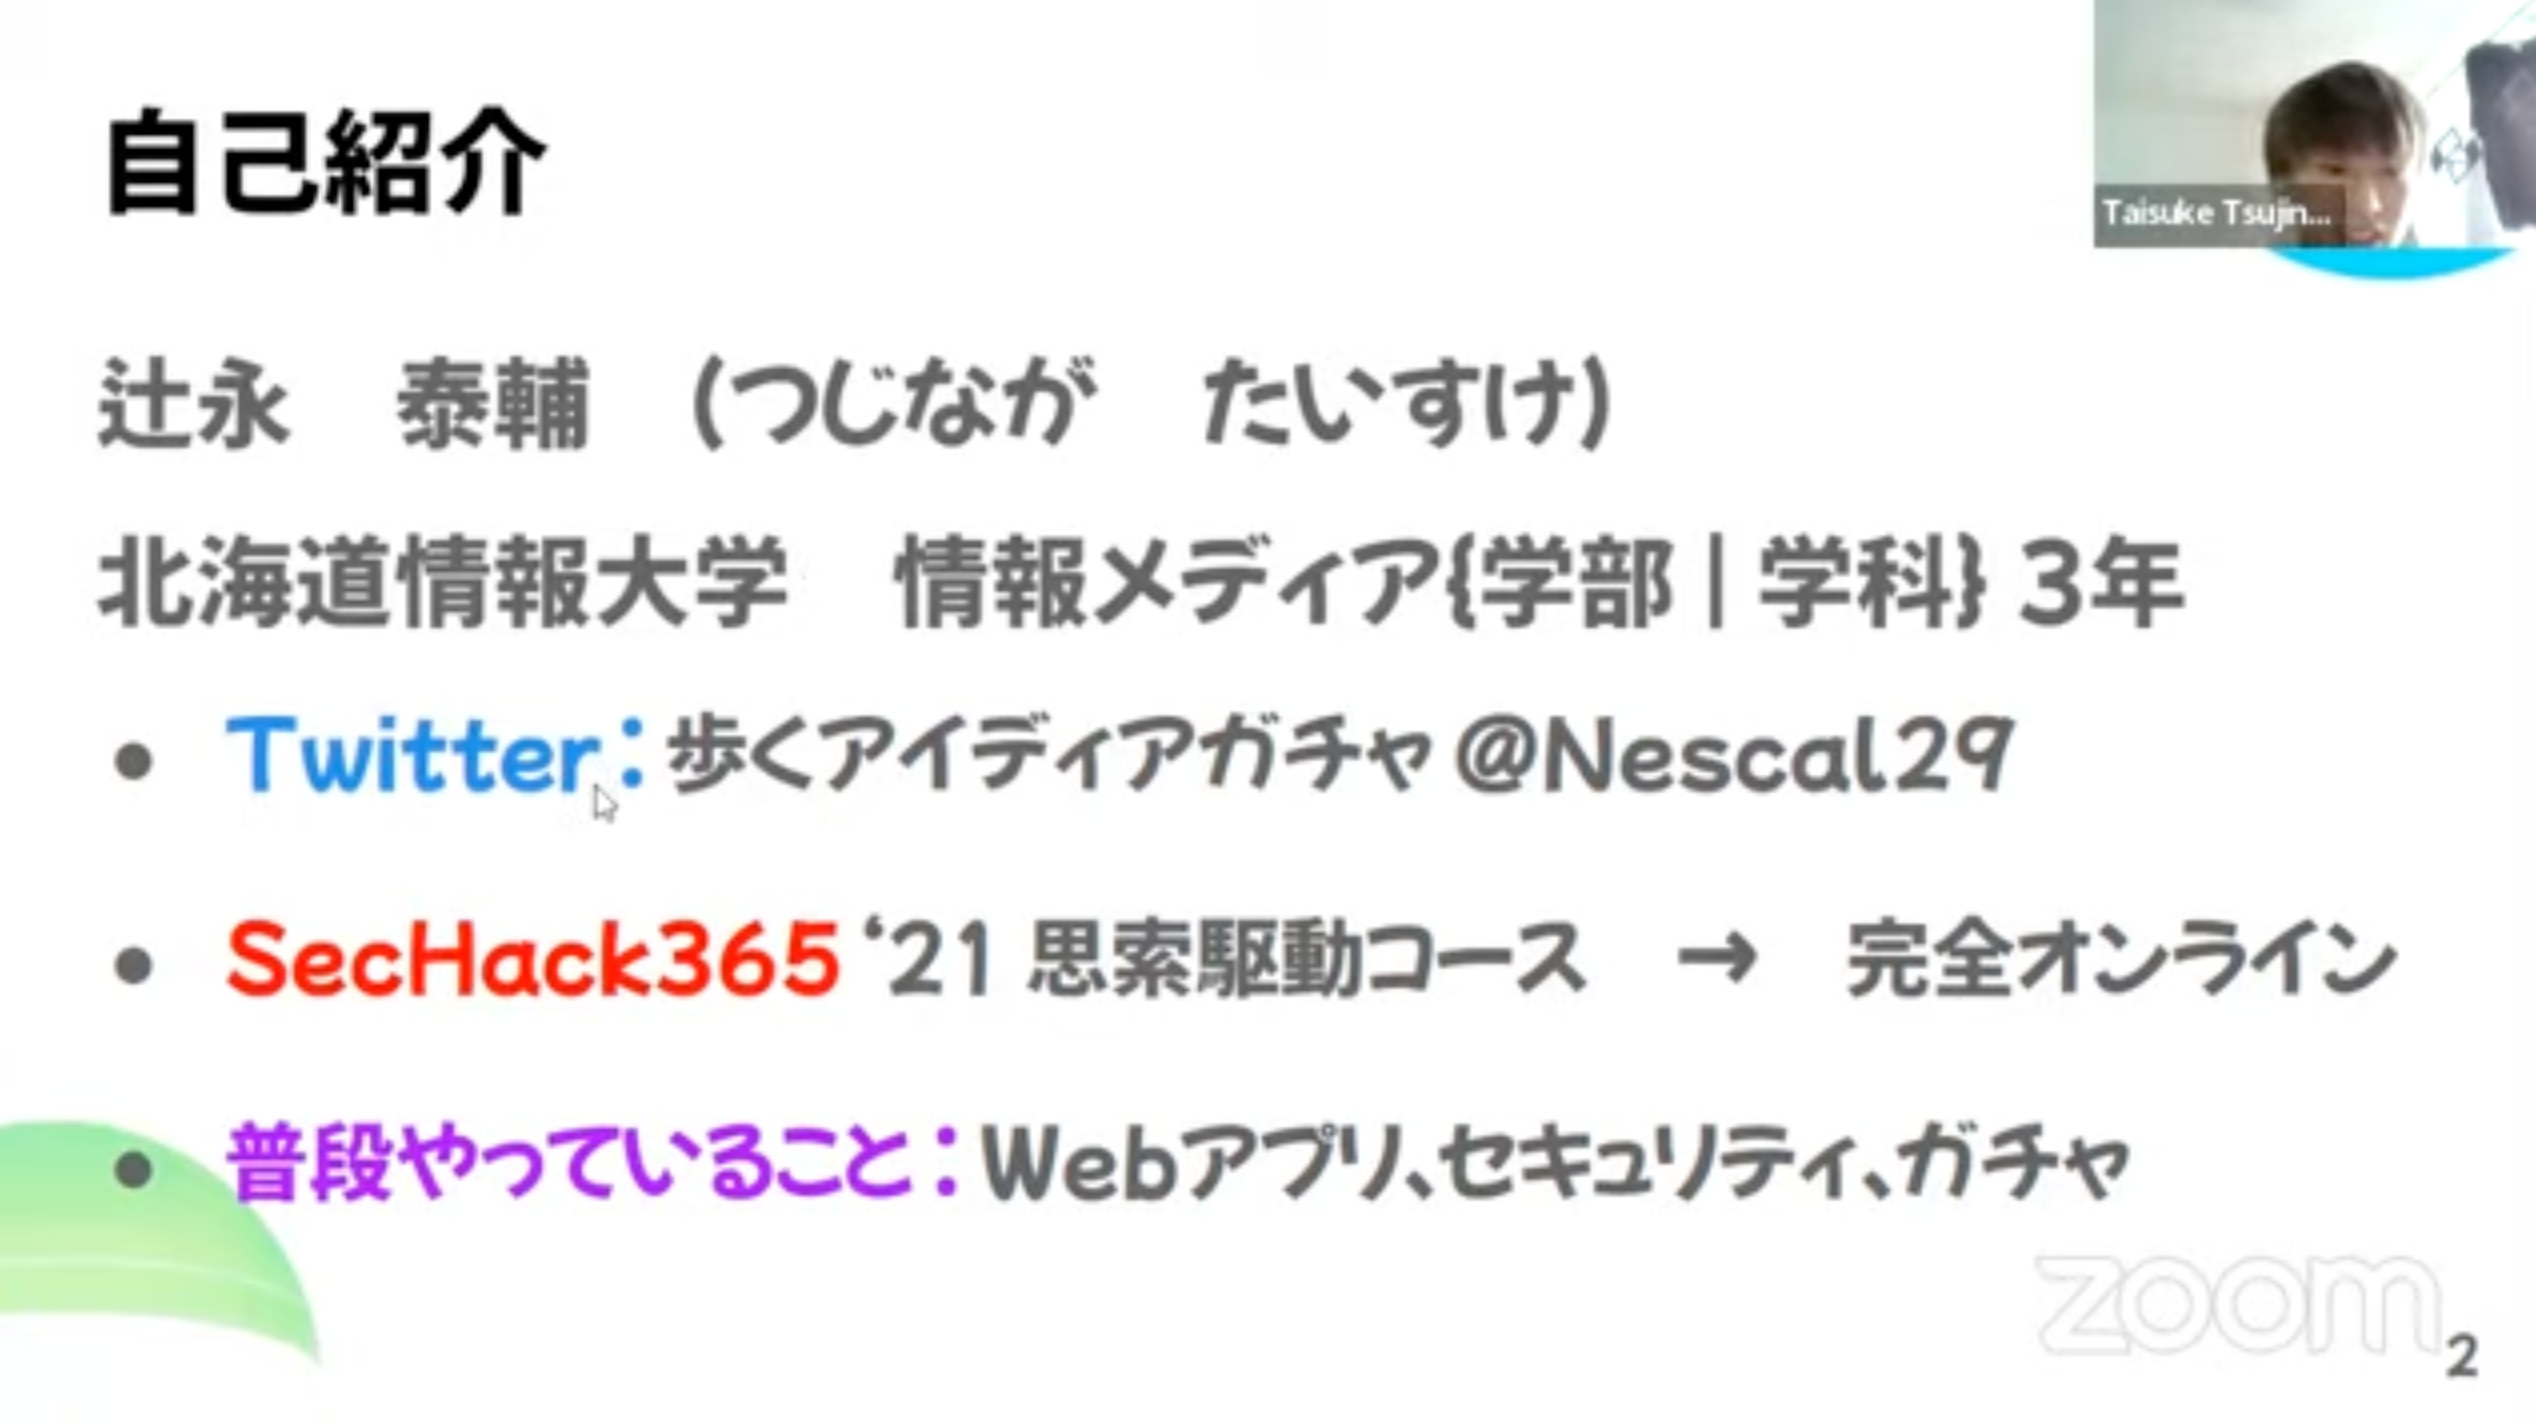 自己紹介
Taisuke Tsujin...
辻永　泰輔　(つじなが　たいすけ)
北海道情報大学　情報メディア{学部 | 学科} 3年
● Twitter：歩くアイディアガチャ @Nescal29
● SecHack365 ‘21 思索駆動コース　→　完全オンライン
● 普段やっていること：Webアプリ、セキュリティ、ガチャ
zoom
2